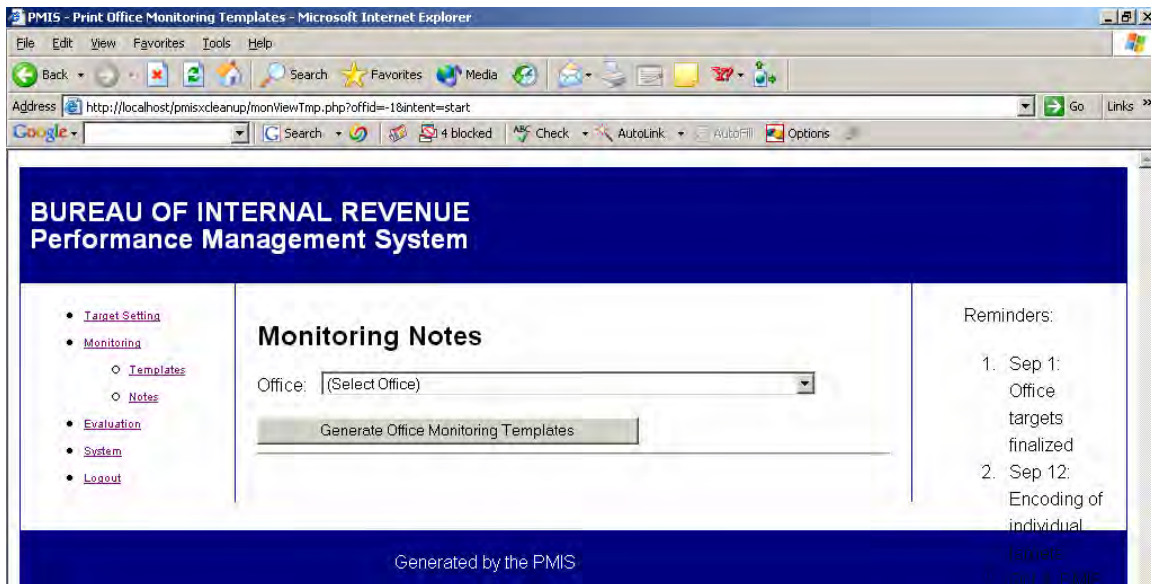 PMIS - Print Office Monitoring Templates - Microsoft Internet Explorer
File Edit View Favorites Tools Help
Back Search Favorites Media
Address http://localhost/pmisxcleanup/monViewTmp.php?offid=-1&intent=start Go Links »
Google Search 4 blocked ABC Check AutoLink AutoFill Options
BUREAU OF INTERNAL REVENUE
Performance Management System
Target Setting
Monitoring
Templates
Notes
Evaluation
System
Logout
Monitoring Notes
Office: (Select Office)
Generate Office Monitoring Templates
Reminders:
1. Sep 1:
Office
targets
finalized
2. Sep 12:
Encoding of
individual
Generated by the PMIS